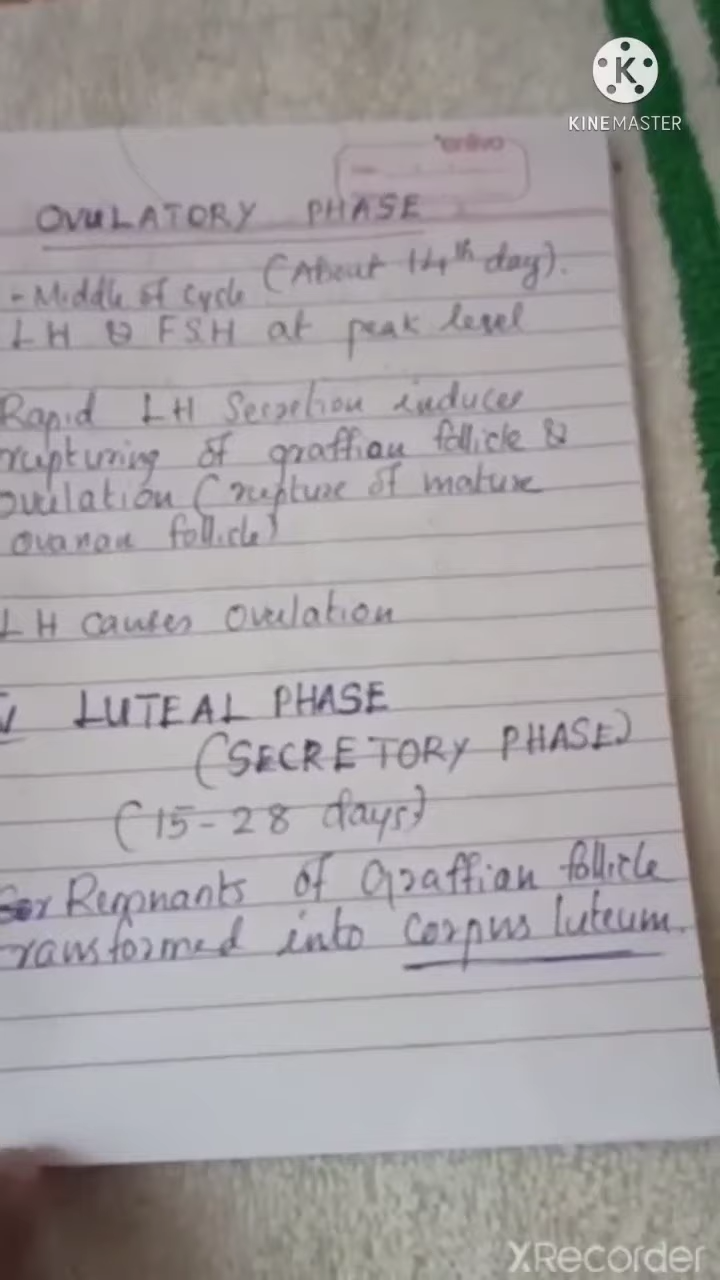 KINEMASTER
OVULATORY PHASE
- Middle of Cycle (About 14th day).
LH & FSH at peak level
Rapid LH Secretion induces
rupturing of graffian follicle &
ovulation (rupture of mature
ovarian follicle)
LH causes Ovulation
LUTEAL PHASE
(SECRETORY PHASE)
(15-28 days)
Remnants of Graffian follicle
transformed into corpus luteum.
XRecorder